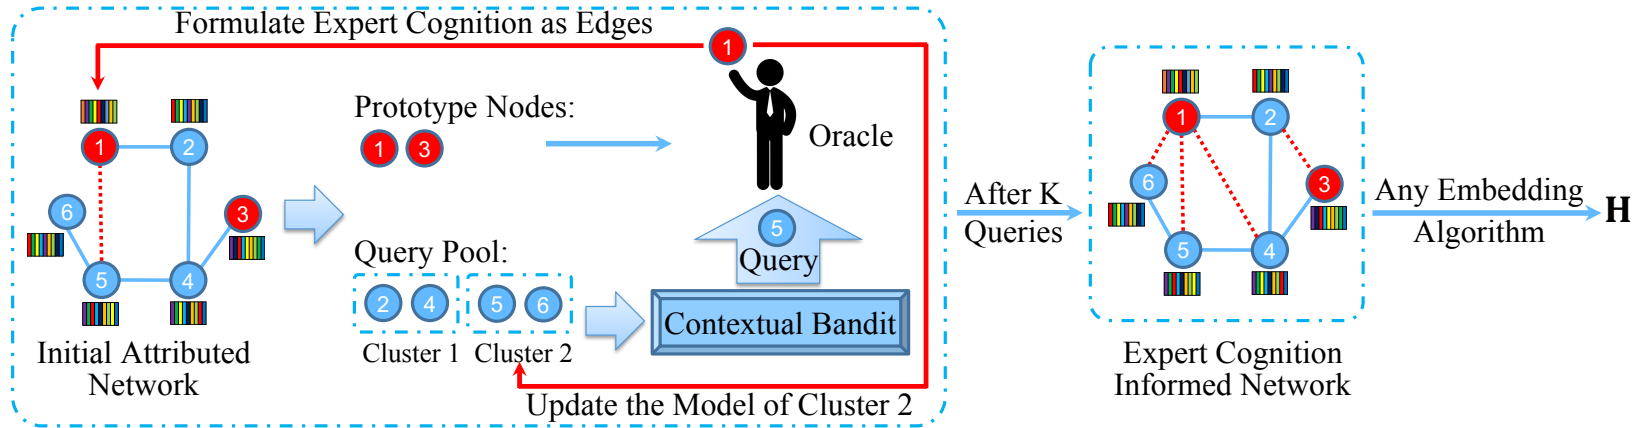 Formulate Expert Cognition as Edges
1
1
2
6
3
5
4
Initial Attributed
Network
Prototype Nodes:
1 3
Oracle
Query Pool:
2 4 5 6
Cluster 1 Cluster 2
5
Query
Contextual Bandit
Update the Model of Cluster 2
After K
Queries
1
2
6
3
5
4
Expert Cognition
Informed Network
Any Embedding
Algorithm
H